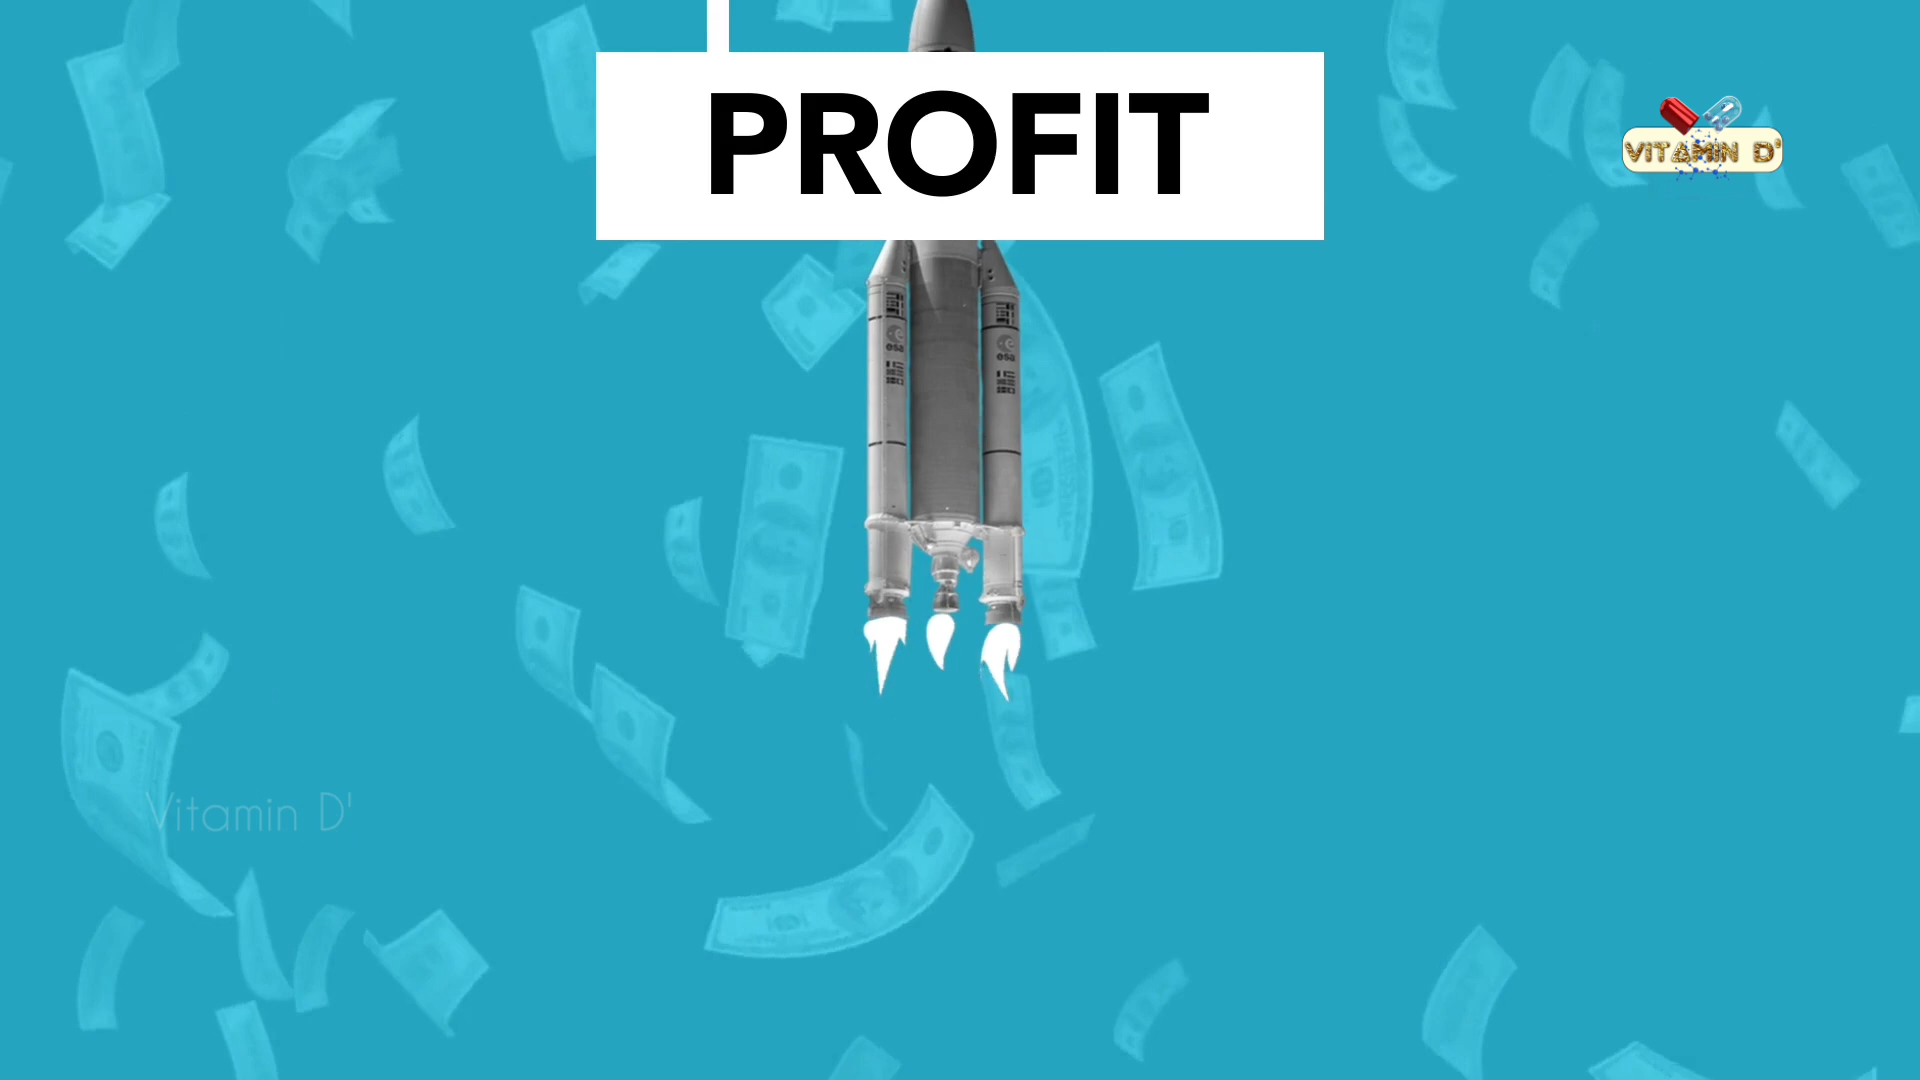 PROFIT
VITAMIN D'
esa
esa
Vitamin D'